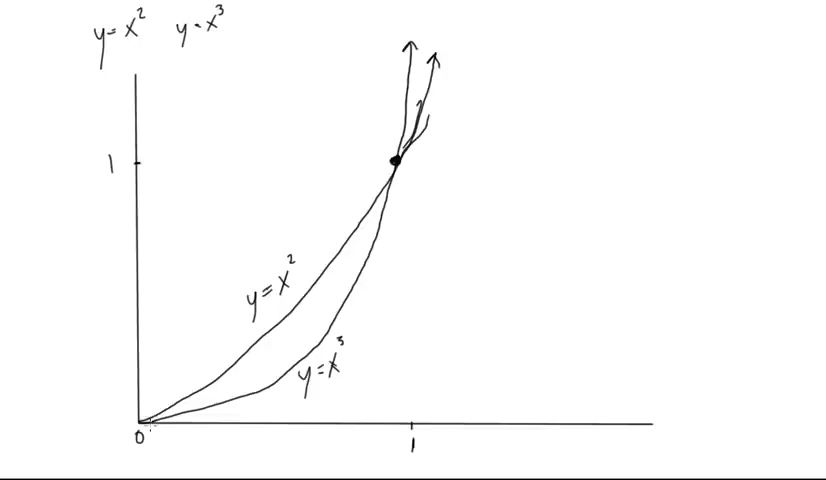 y=x² y=x³
1
y=x²
y=x³
0 1